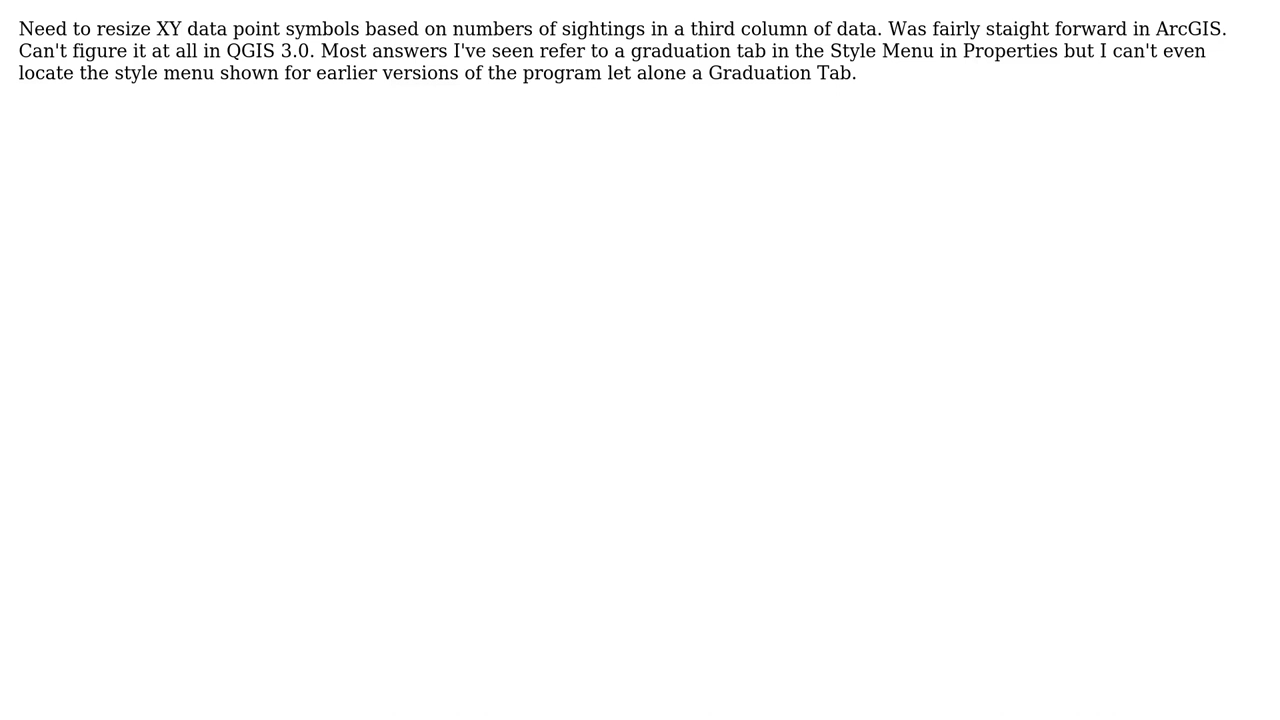 Need to resize XY data point symbols based on numbers of sightings in a third column of data. Was fairly staight forward in ArcGIS.
Can't figure it at all in QGIS 3.0. Most answers I've seen refer to a graduation tab in the Style Menu in Properties but I can't even
locate the style menu shown for earlier versions of the program let alone a Graduation Tab.